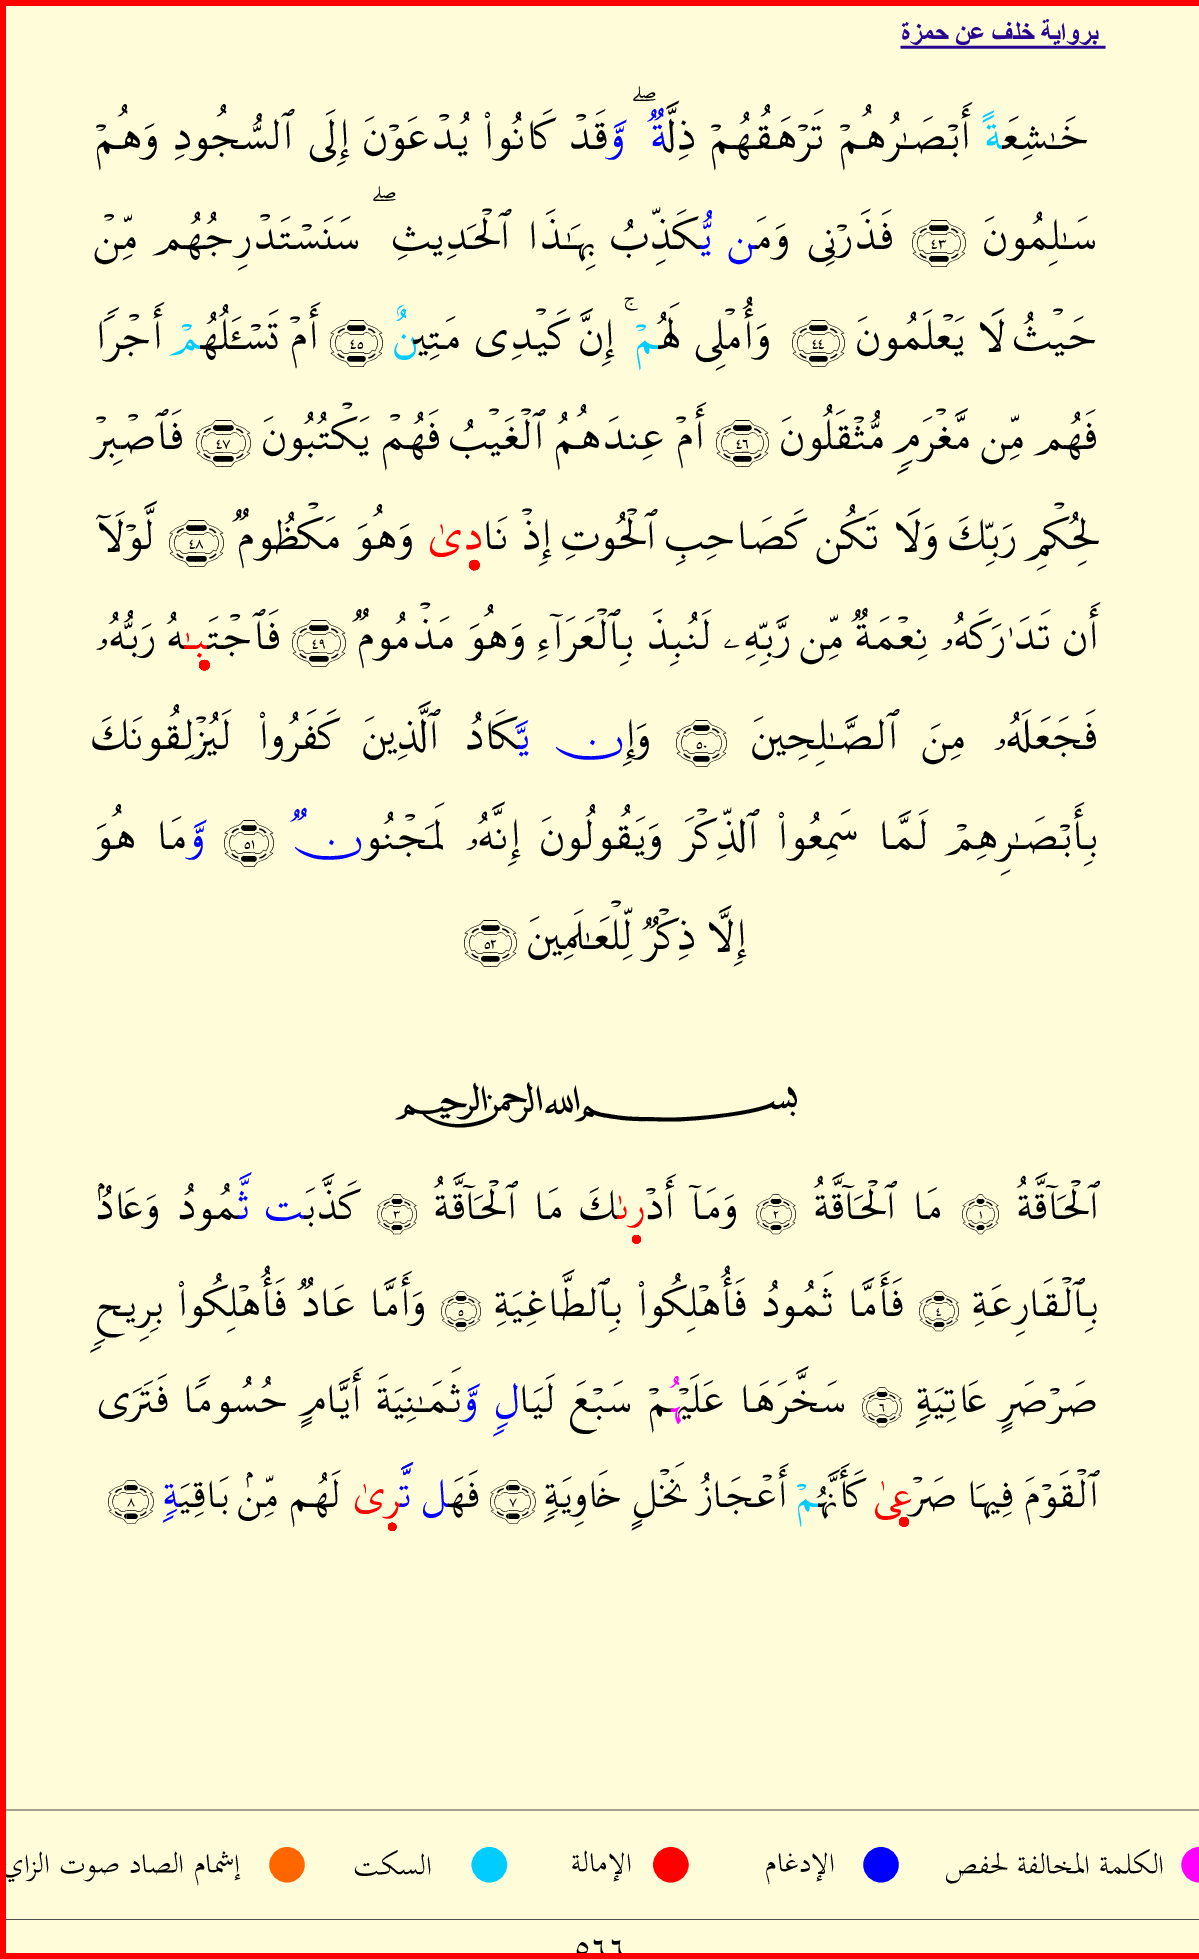 برواية خلف عن حمزة
خَٰشِعَةً أَبْصَٰرُهُمْ تَرْهَقُهُمْ ذِلَّةٌۖ وَّقَدْ كَانُوا۟ يُدْعَوْنَ إِلَى ٱلسُّجُودِ وَهُمْ
سَٰلِمُونَ ٤٣ فَذَرْنِى وَمَن يُّكَذِّبُ بِهَٰذَا ٱلْحَدِيثِۖ سَنَسْتَدْرِجُهُم مِّنْ
حَيْثُ لَا يَعْلَمُونَ ٤٤ وَأُمْلِى لَهُمْۚ إِنَّ كَيْدِى مَتِينٌ ٤٥ أَمْ تَسْـَٔلُهُمْ أَجْرًا
فَهُم مِّن مَّغْرَمٍ مُّثْقَلُونَ ٤٦ أَمْ عِندَهُمُ ٱلْغَيْبُ فَهُمْ يَكْتُبُونَ ٤٧ فَٱصْبِرْ
لِحُكْمِ رَبِّكَ وَلَا تَكُن كَصَاحِبِ ٱلْحُوتِ إِذْ نَادِىٰ وَهُوَ مَكْظُومٌ ٤٨ لَّوْلَآ
أَن تَدَٰرَكَهُۥ نِعْمَةٌ مِّن رَّبِّهِۦ لَنُبِذَ بِٱلْعَرَآءِ وَهُوَ مَذْمُومٌ ٤٩ فَٱجْتَبِـٰهُ رَبُّهُۥ
فَجَعَلَهُۥ مِنَ ٱلصَّٰلِحِينَ ٥٠ وَإِن يَّكَادُ ٱلَّذِينَ كَفَرُوا۟ لَيُزْلِقُونَكَ
بِأَبْصَٰرِهِمْ لَمَّا سَمِعُوا۟ ٱلذِّكْرَ وَيَقُولُونَ إِنَّهُۥ لَمَجْنُونٌ ٥١ وَّمَا هُوَ
إِلَّا ذِكْرٌ لِّلْعَٰلَمِينَ ٥٢
بسم الله الرحمن الرحيم
ٱلْحَآقَّةُ ١ مَا ٱلْحَآقَّةُ ٢ وَمَآ أَدْرِىٰكَ مَا ٱلْحَآقَّةُ ٣ كَذَّبَت ثَّمُودُ وَعَادٌۢ
بِٱلْقَارِعَةِ ٤ فَأَمَّا ثَمُودُ فَأُهْلِكُوا۟ بِٱلطَّاغِيَةِ ٥ وَأَمَّا عَادٌ فَأُهْلِكُوا۟ بِرِيحٍ
صَرْصَرٍ عَاتِيَةٍ ٦ سَخَّرَهَا عَلَيْهُمْ سَبْعَ لَيَالٍ وَّثَمَٰنِيَةَ أَيَّامٍ حُسُومًا فَتَرَى
ٱلْقَوْمَ فِيهَا صَرْعِىٰ كَأَنَّهُمْ أَعْجَازُ نَخْلٍ خَاوِيَةٍ ٧ فَهَل تَّرِىٰ لَهُم مِّنۢ بَاقِيَةٍ ٨
الكلمة المخالفة لحفص الإدغام الإمالة السكت إشمام الصاد صوت الزاي
٥٦٦